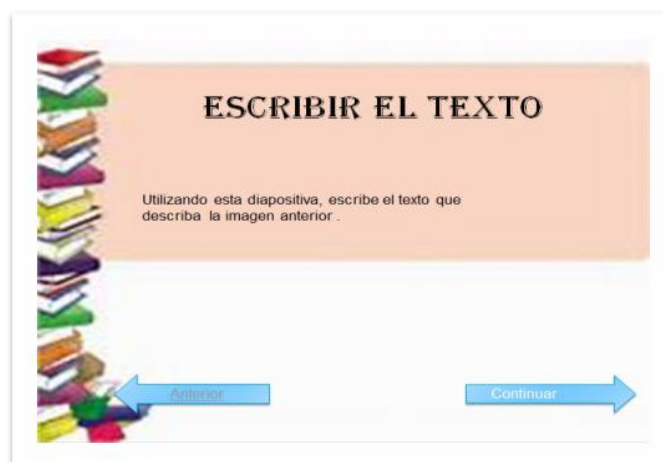 ESCRIBIR EL TEXTO
Utilizando esta diapositiva, escribe el texto que
describa la imagen anterior .
Anterior
Continuar